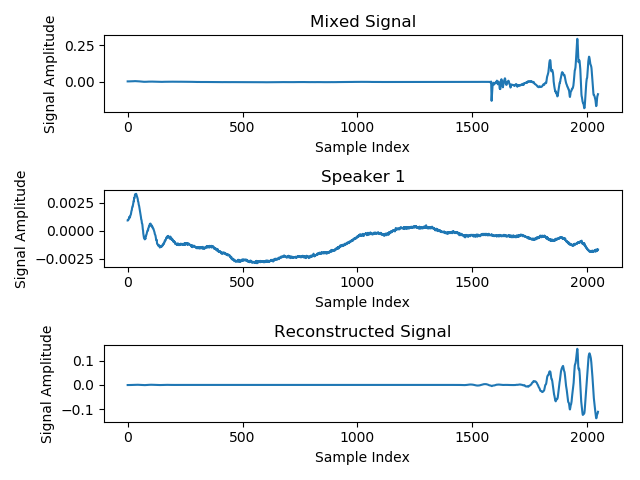 Mixed Signal
Signal Amplitude
0.25
0.00
0 500 1000 1500 2000
Sample Index
Speaker 1
Signal Amplitude
0.0025
0.0000
−0.0025
0 500 1000 1500 2000
Sample Index
Reconstructed Signal
Signal Amplitude
0.1
0.0
−0.1
0 500 1000 1500 2000
Sample Index